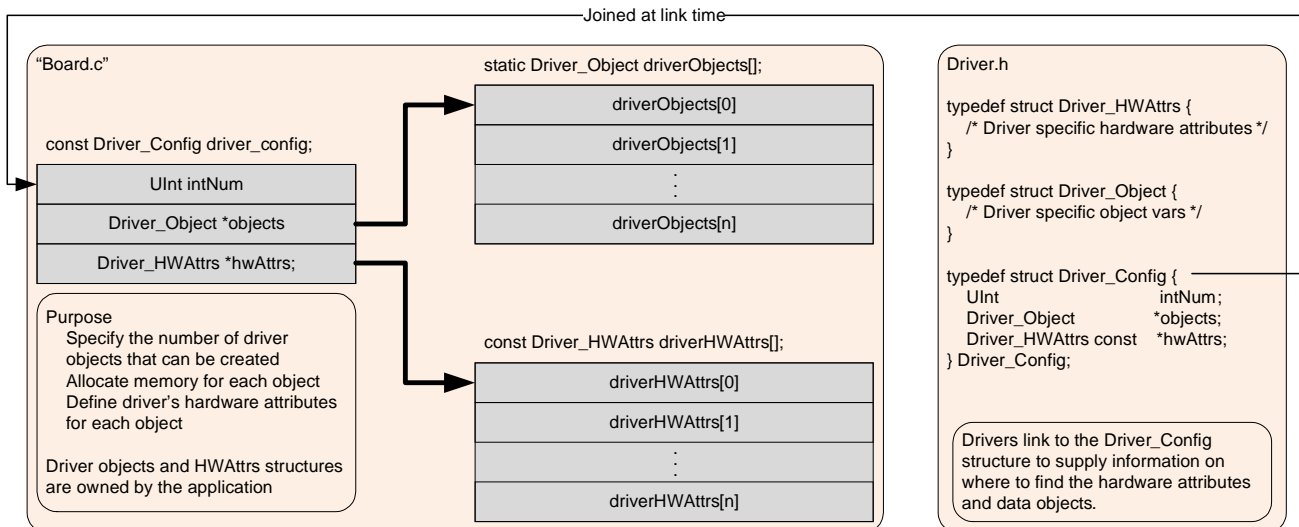 Joined at link time
“Board.c”
const Driver_Config driver_config;
UInt intNum
Driver_Object *objects
Driver_HWAttrs *hwAttrs;
Purpose
Specify the number of driver
objects that can be created
Allocate memory for each object
Define driver's hardware attributes
for each object
Driver objects and HWAttrs structures
are owned by the application
static Driver_Object driverObjects[];
driverObjects[0]
driverObjects[1]
.
.
.
driverObjects[n]
const Driver_HWAttrs driverHWAttrs[];
driverHWAttrs[0]
driverHWAttrs[1]
.
.
.
driverHWAttrs[n]
Driver.h
typedef struct Driver_HWAttrs {
/* Driver specific hardware attributes */
}
typedef struct Driver_Object {
/* Driver specific object vars */
}
typedef struct Driver_Config {
UInt intNum;
Driver_Object *objects;
Driver_HWAttrs const *hwAttrs;
} Driver_Config;
Drivers link to the Driver_Config
structure to supply information on
where to find the hardware attributes
and data objects.